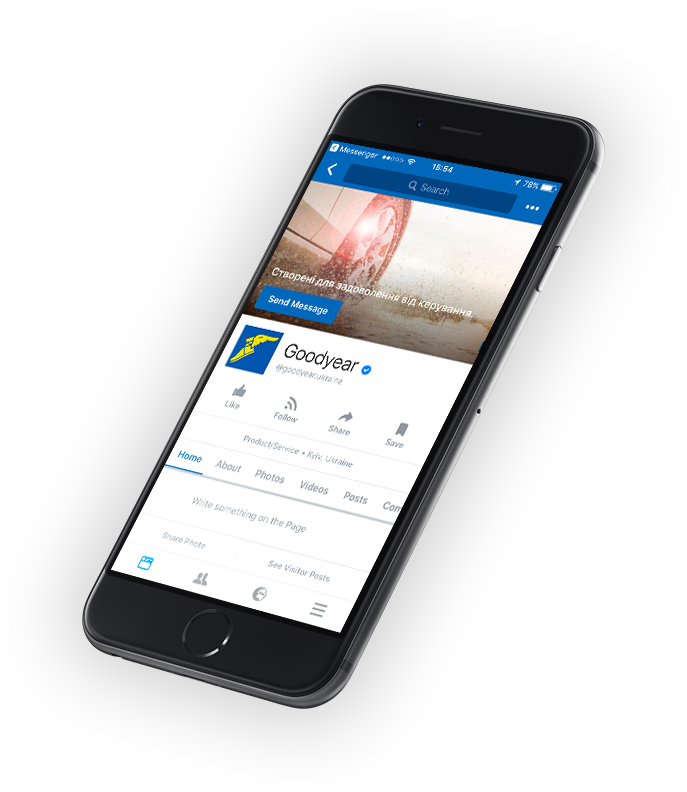 Messenger 15:54 78%
Search
Створені для задоволення від керування.
Send Message
Goodyear
@goodyear.ukraine
Like Follow Share Save
Product/Service • Kyiv, Ukraine
Home About Photos Videos Posts Com
Write something on the Page
Share Photo See Visitor Posts